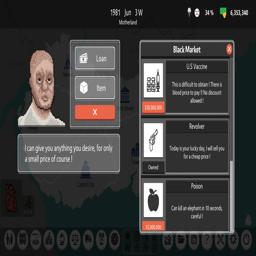 1981 Jun 3 W
Motherland
34 %
6,353,340
Loan
Item
X
I can give you anything you desire, for only
a small price of course !
Black Market
X
U.S Vaccine
This is difficult to obtain ! There is
blood price to pay ! No discount
allowed !
Revolver
Today is your lucky day, I will sell you
for a cheap price !
Owned
Poison
Can kill an elephant in 10 seconds,
careful !